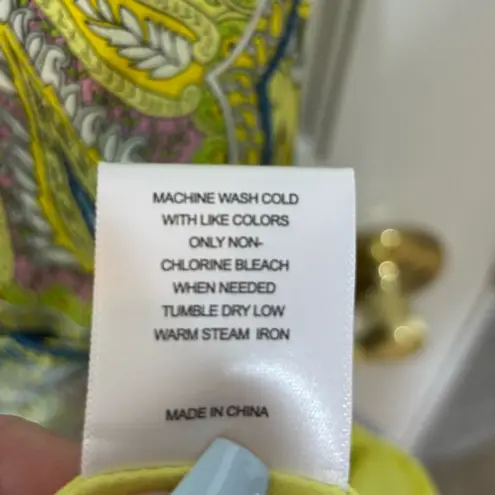 MACHINE WASH COLD
WITH LIKE COLORS
ONLY NON-
CHLORINE BLEACH
WHEN NEEDED
TUMBLE DRY LOW
WARM STEAM IRON
MADE IN CHINA